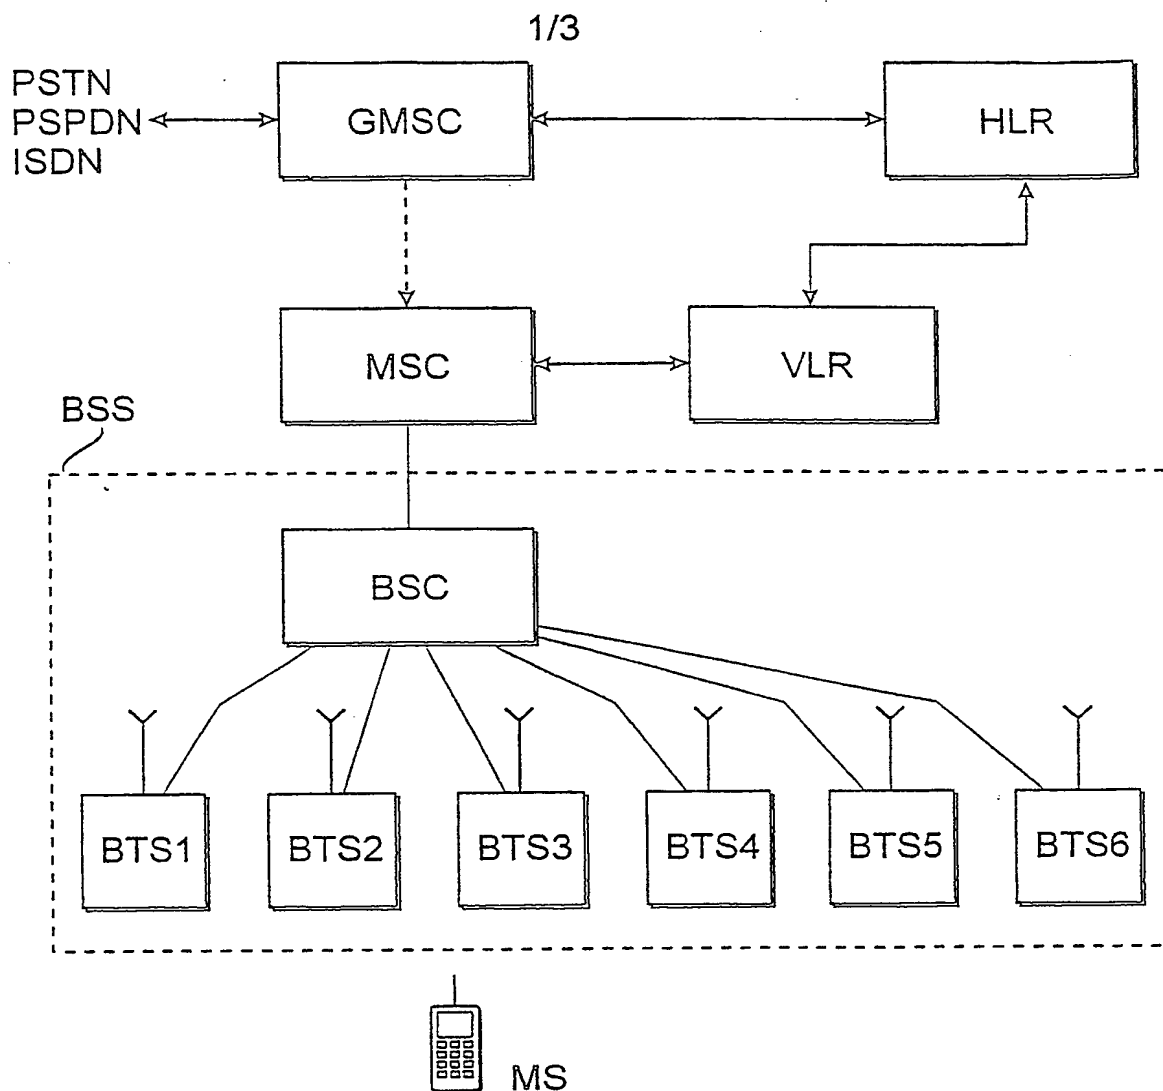 1/3
PSTN
PSPDN
ISDN
GMSC
HLR
MSC
VLR
BSS
BSC
BTS1
BTS2
BTS3
BTS4
BTS5
BTS6
MS